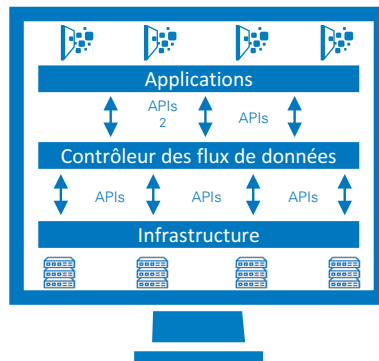 Applications
APIs
2
APIs
Contrôleur des flux de données
APIs
APIs
APIs
Infrastructure